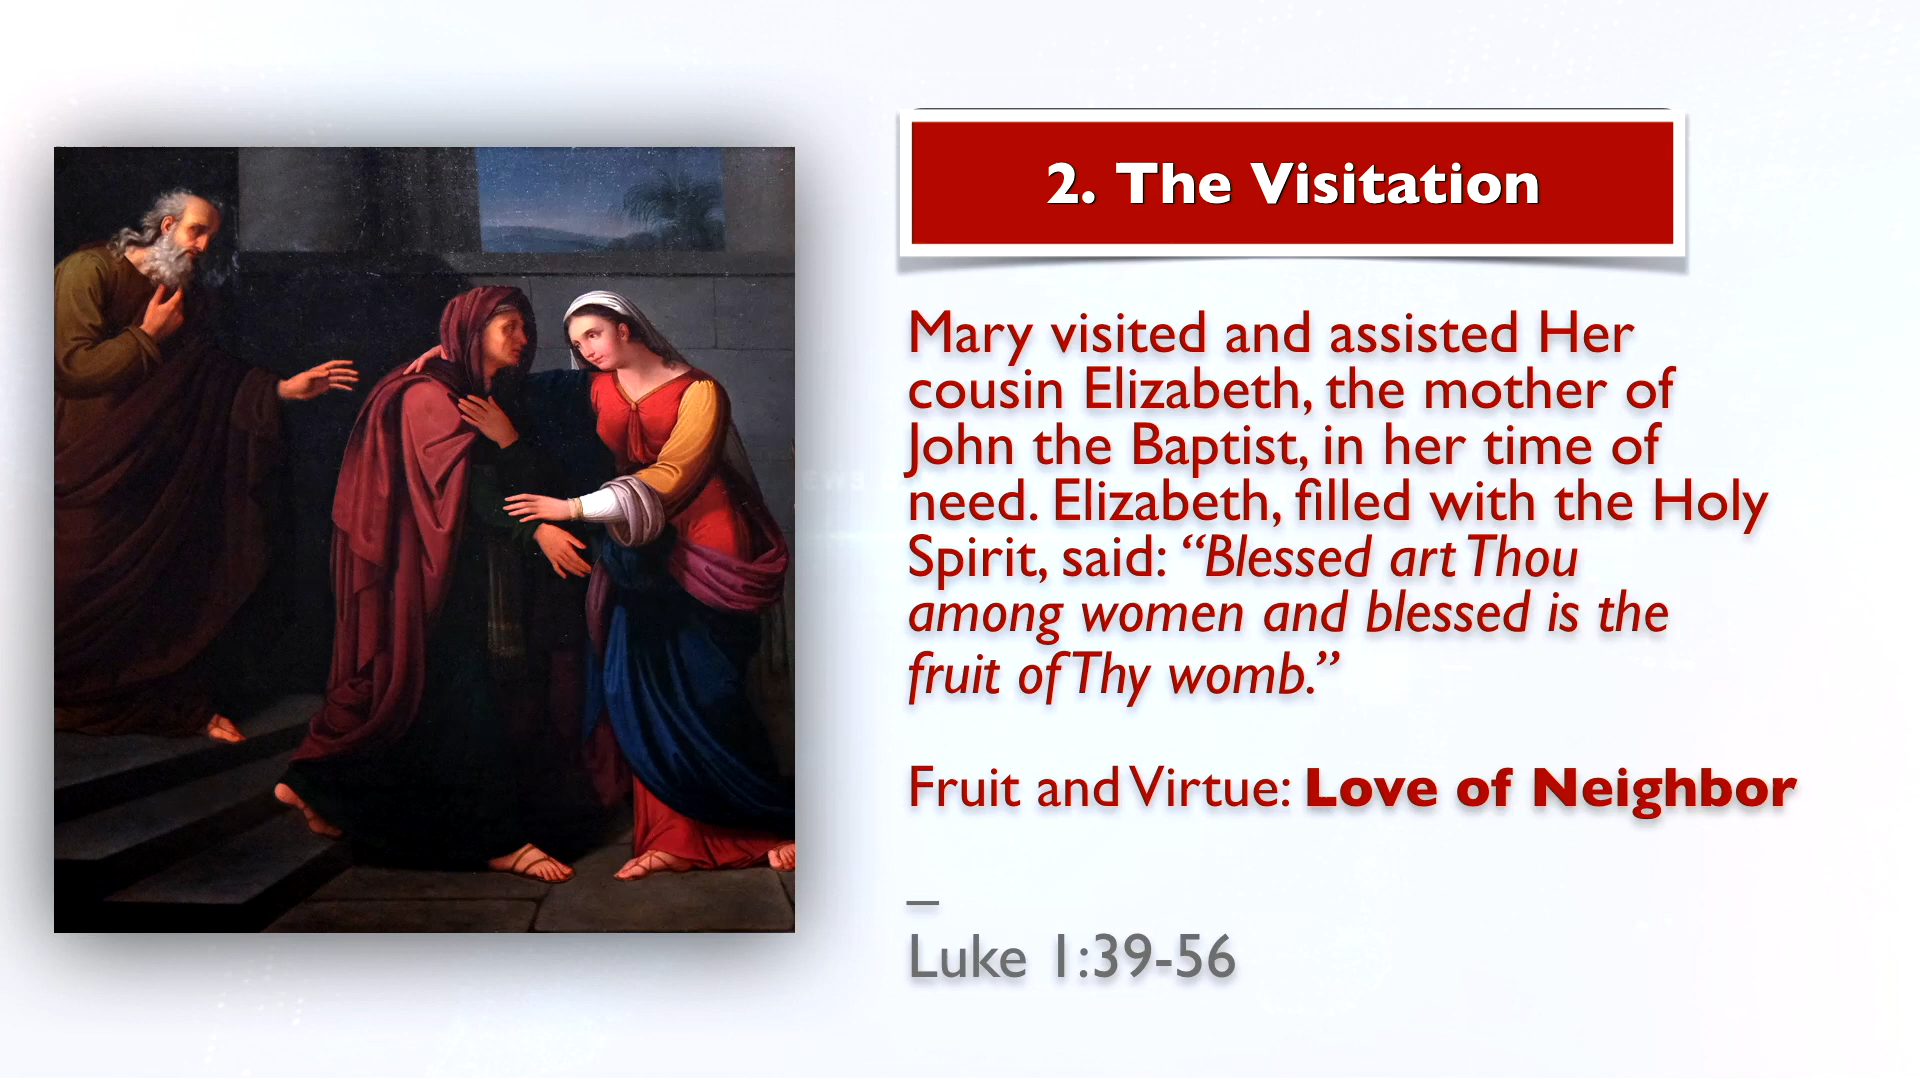 2. The Visitation
Mary visited and assisted Her
cousin Elizabeth, the mother of
John the Baptist, in her time of
need. Elizabeth, filled with the Holy
Spirit, said: “Blessed art Thou
among women and blessed is the
fruit of Thy womb.”
Fruit and Virtue: Love of Neighbor
_
Luke 1:39-56